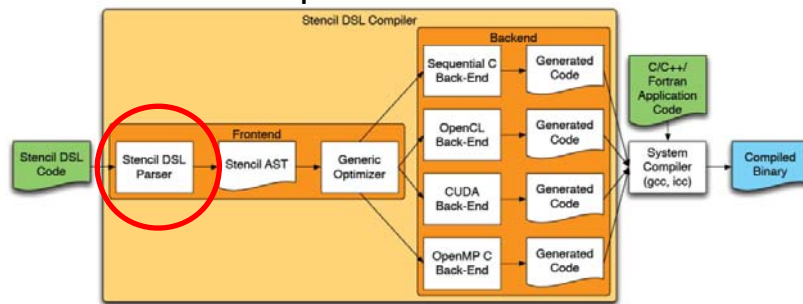 Stencil DSL Compiler
Backend
Sequential C
Back-End
Generated
Code
C/C++/
Fortran
Application
Code
Frontend
Stencil DSL
Code
Stencil DSL
Parser
Stencil AST
Generic
Optimizer
OpenCL
Back-End
Generated
Code
System
Compiler
(gcc, icc)
Compiled
Binary
CUDA
Back-End
Generated
Code
OpenMP C
Back-End
Generated
Code